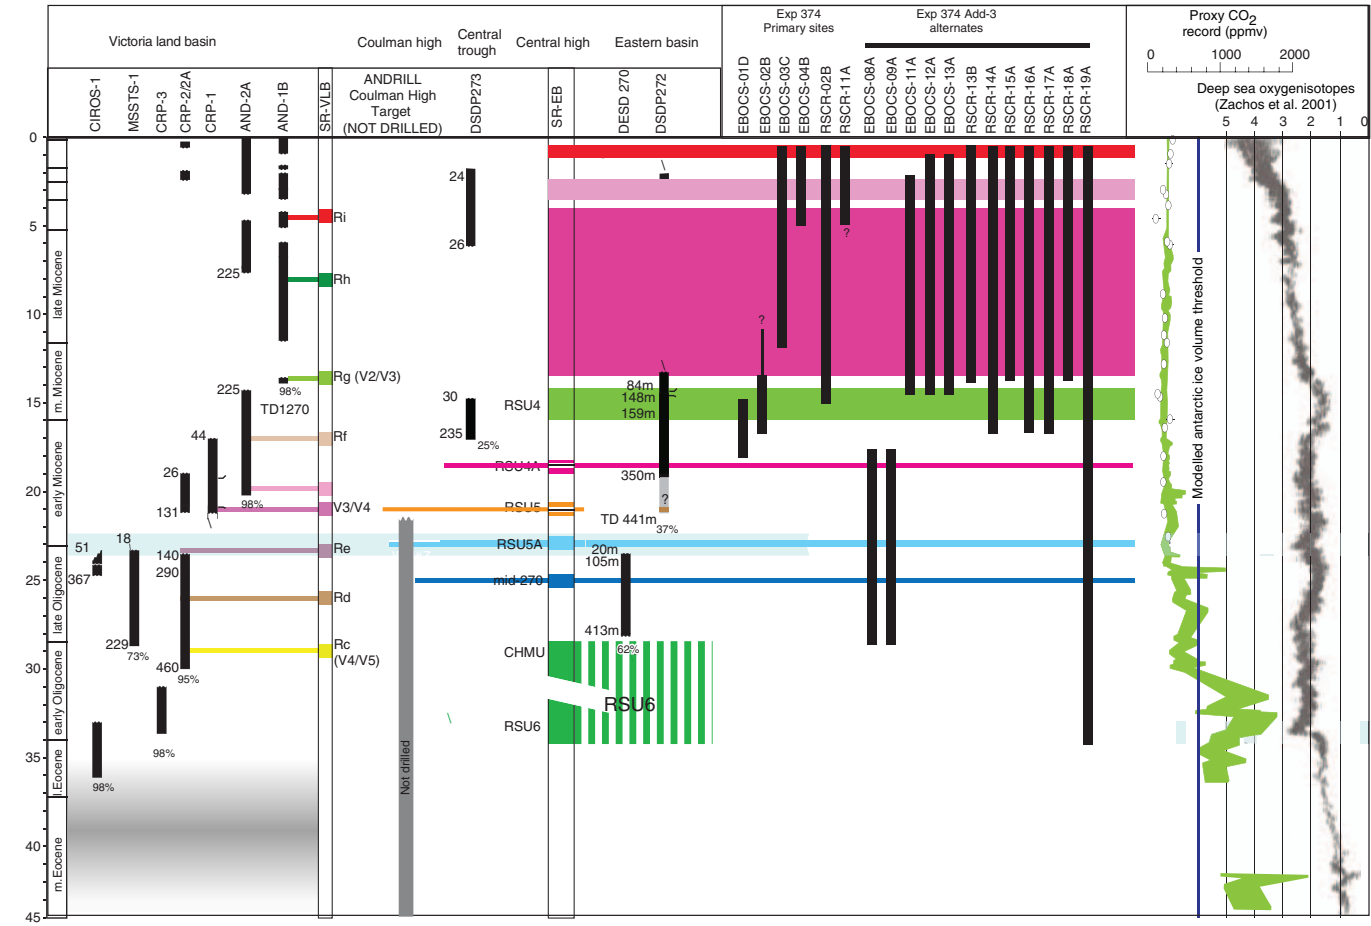 Victoria land basin
Coulman high
Central
trough
Central high
Eastern basin
Exp 374
Primary sites
Exp 374 Add-3
alternates
Proxy CO2
record (ppmv)
0
1000
2000
Deep sea oxygenisotopes
(Zachos et al. 2001)
5
4
3
2
1
0
CIROS-1
MSSTS-1
CRP-3
CRP-2/2A
CRP-1
AND-2A
AND-1B
SR-VLB
ANDRILL
Coulman High
Target
(NOT DRILLED)
DSDP273
SR-EB
DESD 270
DSDP272
EBOCS-01D
EBOCS-02B
EBOCS-03C
EBOCS-04B
RSCR-02B
RSCR-11A
EBOCS-08A
EBOCS-09A
EBOCS-11A
EBOCS-12A
EBOCS-13A
RSCR-13B
RSCR-14A
RSCR-15A
RSCR-16A
RSCR-17A
RSCR-18A
RSCR-19A
0
5
10
15
20
25
30
35
40
45
late Miocene
m. Miocene
early Miocene
late Oligocene
early Oligocene
l.Eocene
m. Eocene
24
26
Ri
225
Rh
?
?
Rg (V2/V3)
225
98%
TD1270
30
235
25%
RSU4
84m
148m
159m
44
Rf
26
RSU4A
350m
98%
131
V3/V4
RSU5
?
TD 441m
37%
18
51
140
Re
RSU5A
20m
105m
290
367
mid-270
Rd
413m
229
73%
Rc
(V4/V5)
CHMU
62%
460
95%
RSU6
RSU6
98%
98%
Not drilled
Modelled antarctic ice volume threshold